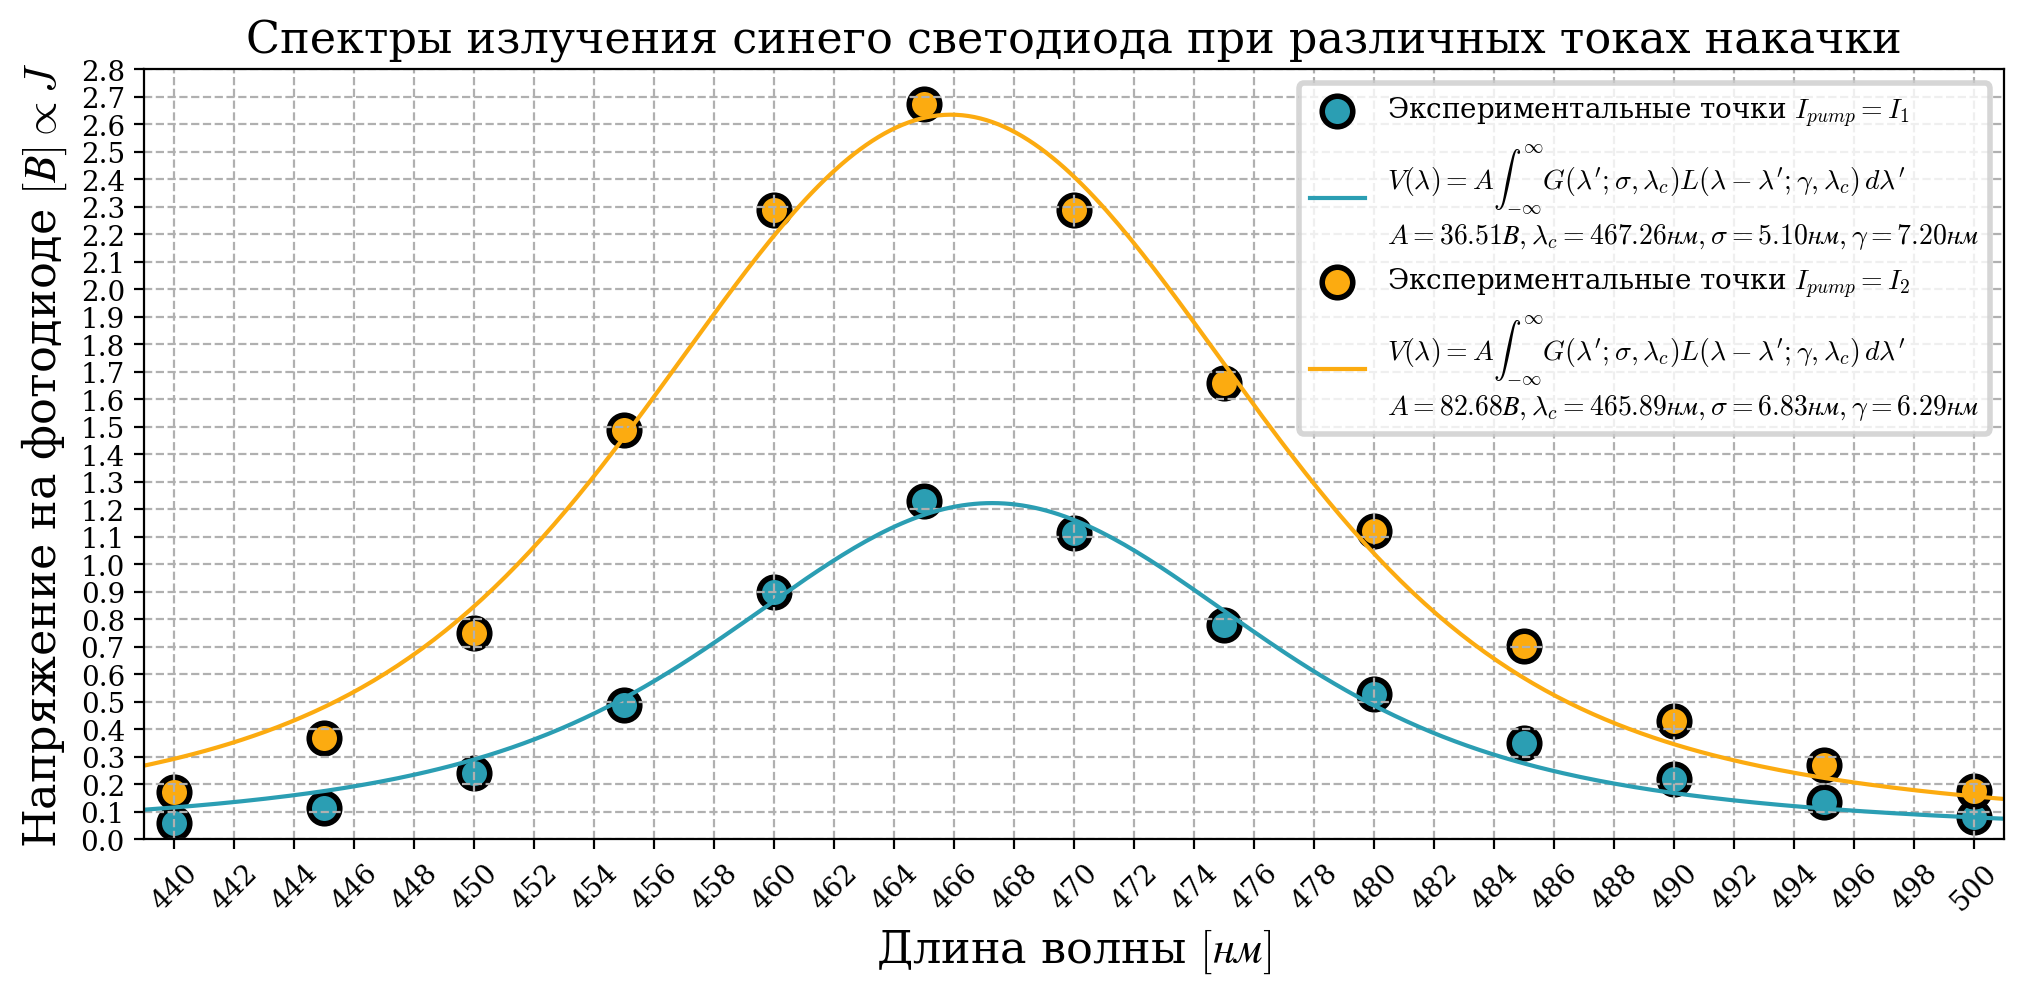 Спектры излучения синего светодиода при различных токах накачки
Напряжение на фотодиоде [В] ∝ J
2.8
2.7
2.6
2.5
2.4
2.3
2.2
2.1
2.0
1.9
1.8
1.7
1.6
1.5
1.4
1.3
1.2
1.1
1.0
0.9
0.8
0.7
0.6
0.5
0.4
0.3
0.2
0.1
0.0
Экспериментальные точки I_{pump} = I_1
V(λ) = A∫_{-∞}^{∞} G(λ'; σ, λ_c)L(λ − λ'; γ, λ_c) dλ'
A = 36.51В, λ_c = 467.26нм, σ = 5.10нм, γ = 7.20нм
Экспериментальные точки I_{pump} = I_2
V(λ) = A∫_{-∞}^{∞} G(λ'; σ, λ_c)L(λ − λ'; γ, λ_c) dλ'
A = 82.68В, λ_c = 465.89нм, σ = 6.83нм, γ = 6.29нм
440 442 444 446 448 450 452 454 456 458 460 462 464 466 468 470 472 474 476 478 480 482 484 486 488 490 492 494 496 498 500
Длина волны [нм]